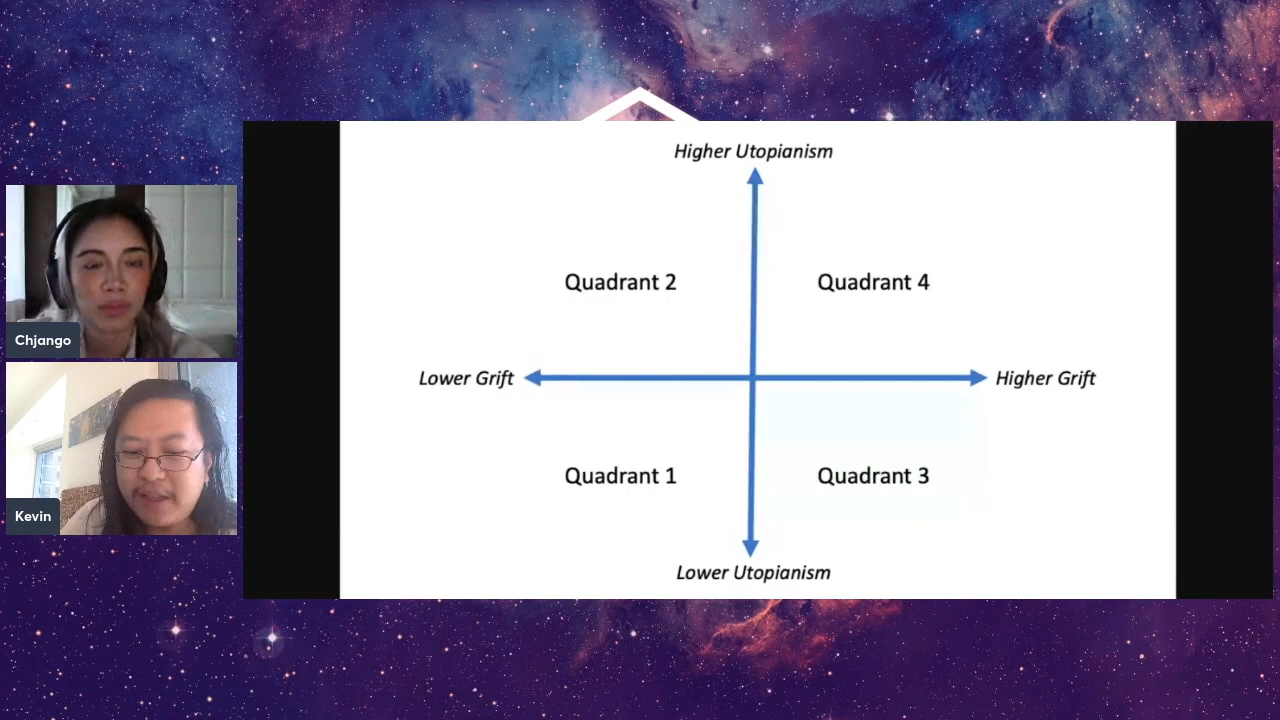 Higher Utopianism
Quadrant 2
Quadrant 4
Chjango
Lower Grift
Higher Grift
Quadrant 1
Quadrant 3
Kevin
Lower Utopianism